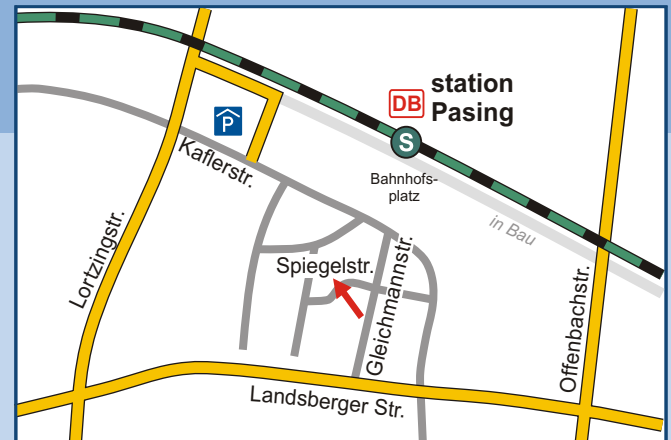 station
Pasing
DB
S
P
Bahnhofs-
platz
Kaflerstr.
in Bau
Lortzingstr.
Spiegelstr.
Gleichmannstr.
Offenbachstr.
Landsberger Str.